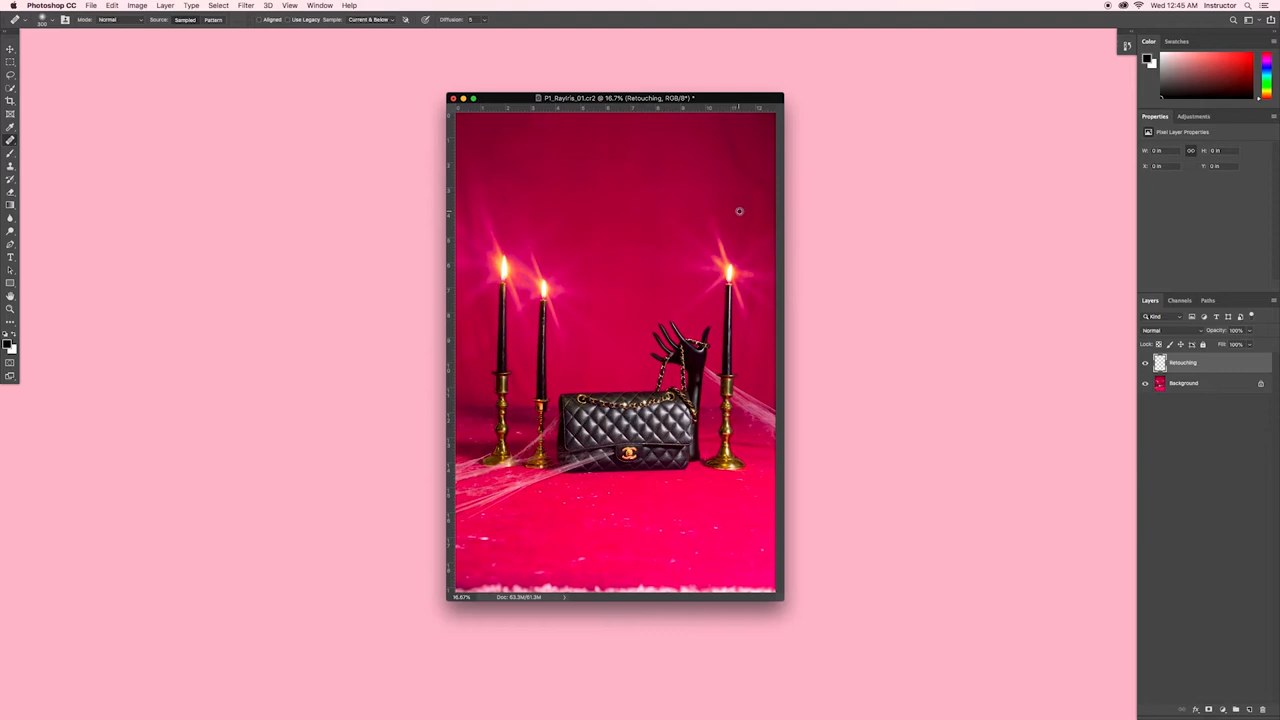 Photoshop CC File Edit Image Layer Type Select Filter 3D View Window Help Wed 12:45 AM Instructor
300 Mode: Normal Source: Sampled Pattern Aligned Use Legacy Sample: Current & Below Diffusion: 5
Color Swatches
P1_RayIris_01.cr2 @ 16.7% (Retouching, RGB/8*) *
Properties Adjustments
Pixel Layer Properties
W: 0 in H: 0 in
X: 0 in Y: 0 in
Layers Channels Paths
Kind
Normal Opacity: 100%
Lock: Fill: 100%
Retouching
Background
16.67% Doc: 63.3M/61.3M